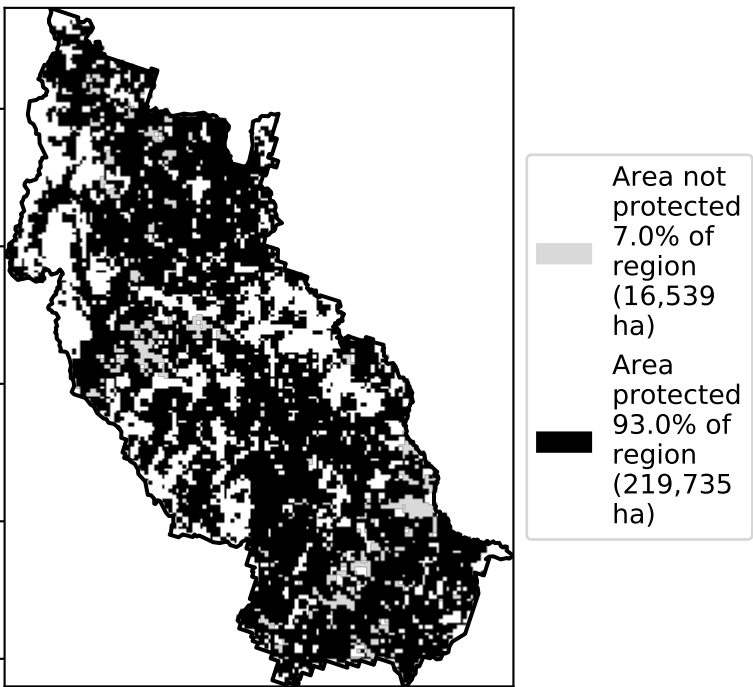 Area not
protected
7.0% of
region
(16,539
ha)
Area
protected
93.0% of
region
(219,735
ha)